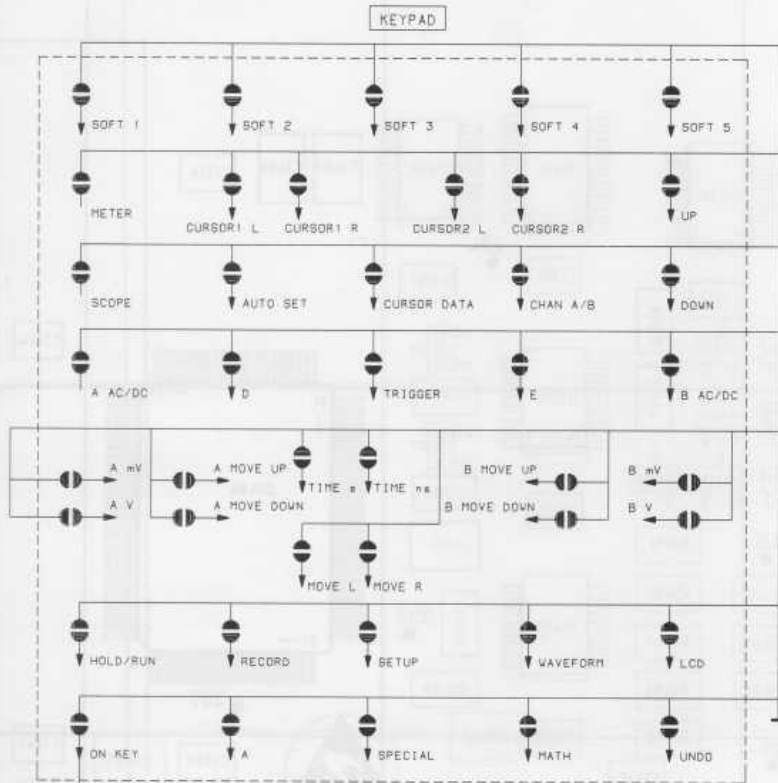 KEYPAD
SOFT 1 SOFT 2 SOFT 3 SOFT 4 SOFT 5
METER CURSOR1 L CURSOR1 R CURSOR2 L CURSOR2 R UP
SCOPE AUTO SET CURSOR DATA CHAN A/B DOWN
A AC/DC D TRIGGER E B AC/DC
A mV A MOVE UP B MOVE UP B mV
TIME s TIME ns
A V A MOVE DOWN B MOVE DOWN B V
MOVE L MOVE R
HOLD/RUN RECORD SETUP WAVEFORM LCD
ON KEY A SPECIAL MATH UNDO